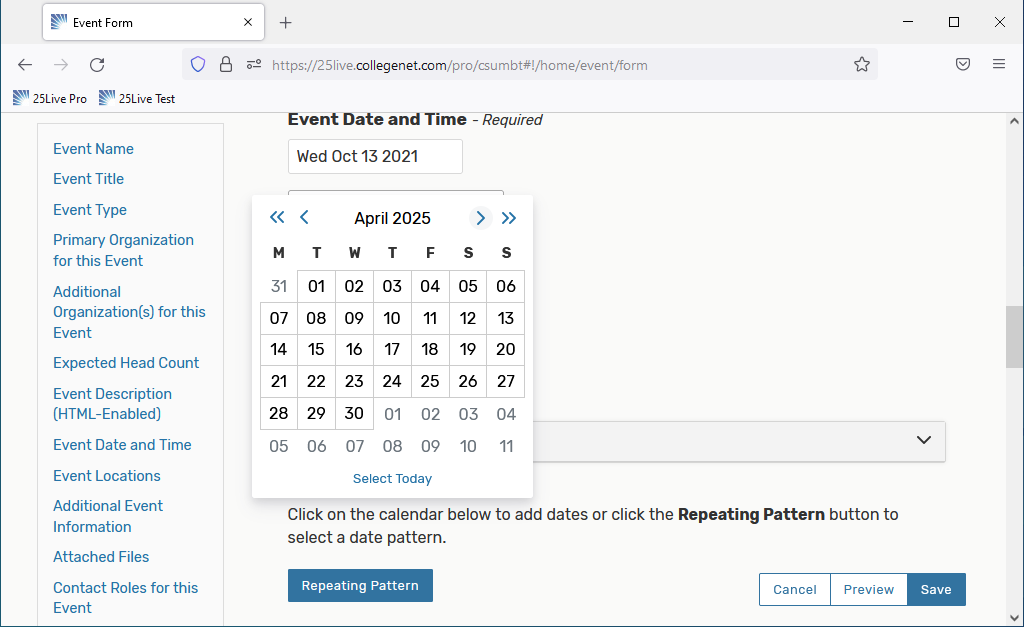 Event Form
https://25live.collegenet.com/pro/csumbt#!/home/event/form
25Live Pro 25Live Test
Event Name
Event Title
Event Type
Primary Organization
for this Event
Additional
Organization(s) for this
Event
Expected Head Count
Event Description
(HTML-Enabled)
Event Date and Time
Event Locations
Additional Event
Information
Attached Files
Contact Roles for this
Event
Event Date and Time - Required
Wed Oct 13 2021
April 2025
M T W T F S S
31 01 02 03 04 05 06
07 08 09 10 11 12 13
14 15 16 17 18 19 20
21 22 23 24 25 26 27
28 29 30 01 02 03 04
05 06 07 08 09 10 11
Select Today
Click on the calendar below to add dates or click the Repeating Pattern button to
select a date pattern.
Repeating Pattern
Cancel Preview Save